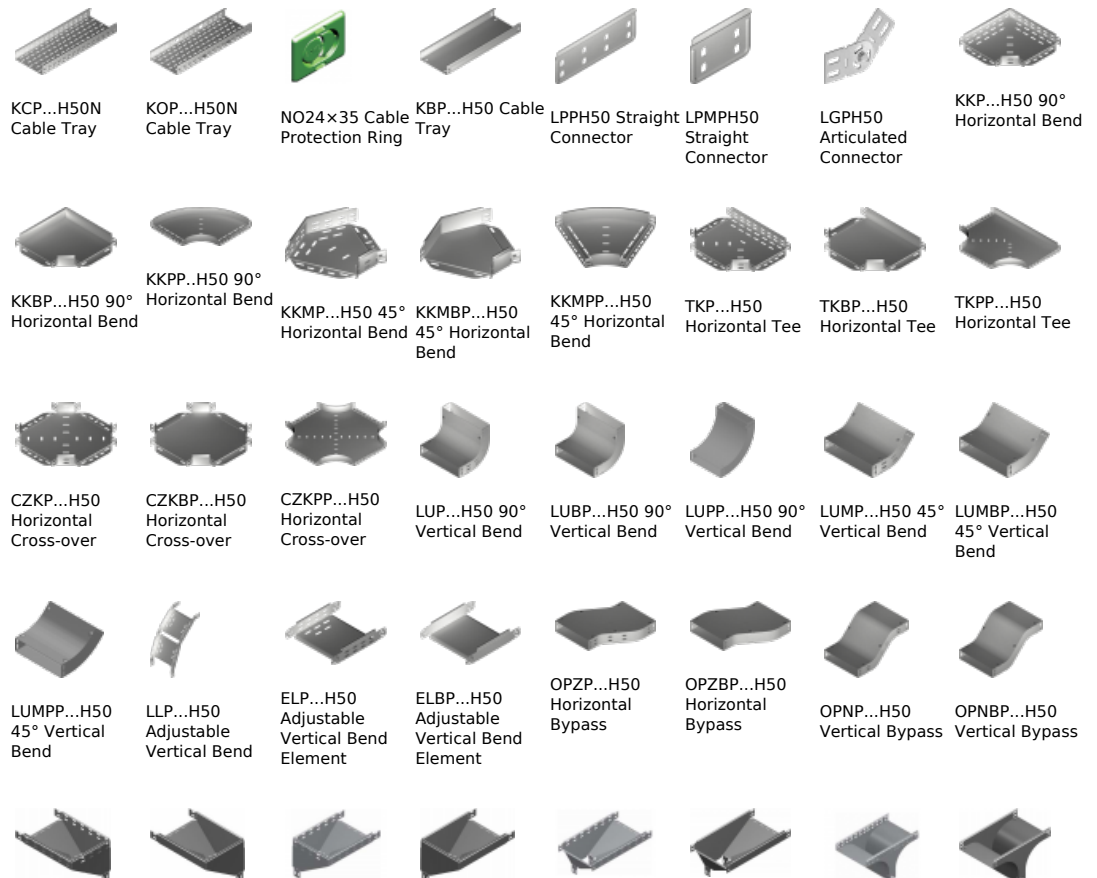 KCP...H50N
Cable Tray
KOP...H50N
Cable Tray
NO24×35 Cable
Protection Ring
KBP...H50 Cable
Tray
LPPH50 Straight
Connector
LPMPH50
Straight
Connector
LGPH50
Articulated
Connector
KKP...H50 90°
Horizontal Bend
KKBP...H50 90°
Horizontal Bend
KKPP..H50 90°
Horizontal Bend
KKMP...H50 45°
Horizontal Bend
KKMBP...H50
45° Horizontal
Bend
KKMPP...H50
45° Horizontal
Bend
TKP...H50
Horizontal Tee
TKBP...H50
Horizontal Tee
TKPP...H50
Horizontal Tee
CZKP...H50
Horizontal
Cross-over
CZKBP...H50
Horizontal
Cross-over
CZKPP...H50
Horizontal
Cross-over
LUP...H50 90°
Vertical Bend
LUBP...H50 90°
Vertical Bend
LUPP...H50 90°
Vertical Bend
LUMP...H50 45°
Vertical Bend
LUMBP...H50
45° Vertical
Bend
LUMPP...H50
45° Vertical
Bend
LLP...H50
Adjustable
Vertical Bend
ELP...H50
Adjustable
Vertical Bend
Element
ELBP...H50
Adjustable
Vertical Bend
Element
OPZP...H50
Horizontal
Bypass
OPZBP...H50
Horizontal
Bypass
OPNP...H50
Vertical Bypass
OPNBP...H50
Vertical Bypass